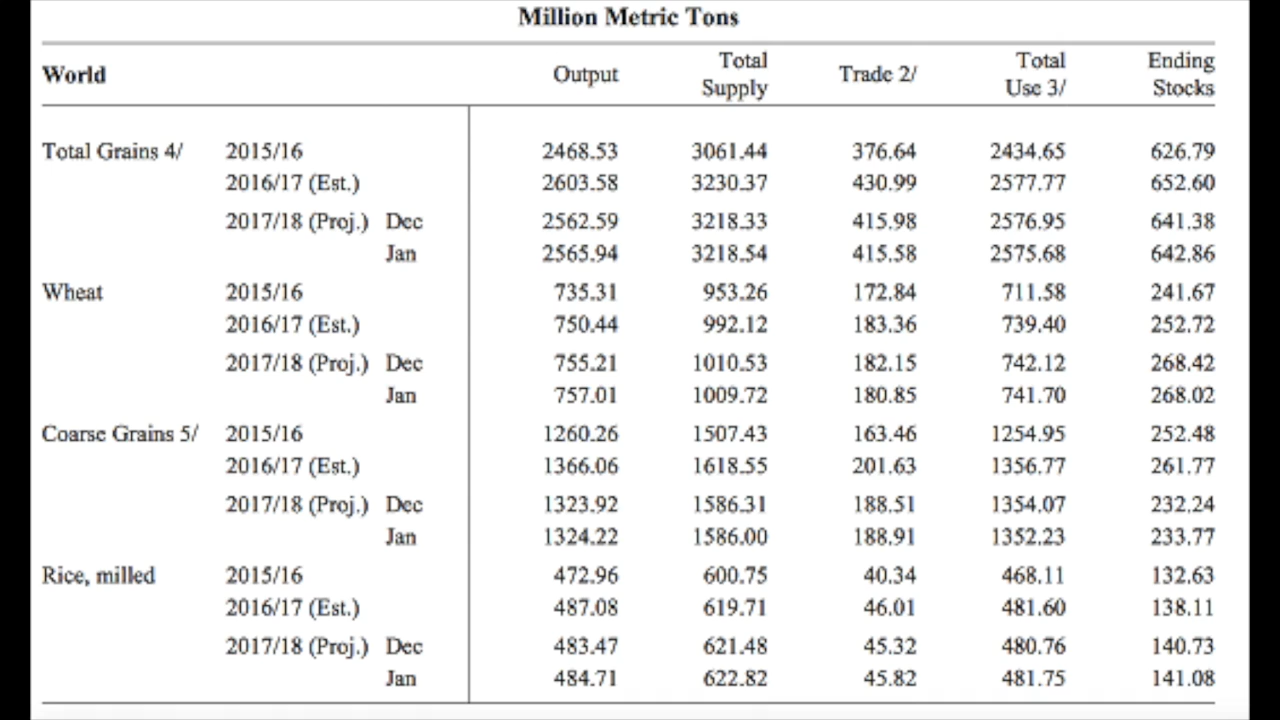 Million Metric Tons
World Output Total Supply Trade 2/ Total Use 3/ Ending Stocks
Total Grains 4/ 2015/16 2468.53 3061.44 376.64 2434.65 626.79
2016/17 (Est.) 2603.58 3230.37 430.99 2577.77 652.60
2017/18 (Proj.) Dec 2562.59 3218.33 415.98 2576.95 641.38
Jan 2565.94 3218.54 415.58 2575.68 642.86
Wheat 2015/16 735.31 953.26 172.84 711.58 241.67
2016/17 (Est.) 750.44 992.12 183.36 739.40 252.72
2017/18 (Proj.) Dec 755.21 1010.53 182.15 742.12 268.42
Jan 757.01 1009.72 180.85 741.70 268.02
Coarse Grains 5/ 2015/16 1260.26 1507.43 163.46 1254.95 252.48
2016/17 (Est.) 1366.06 1618.55 201.63 1356.77 261.77
2017/18 (Proj.) Dec 1323.92 1586.31 188.51 1354.07 232.24
Jan 1324.22 1586.00 188.91 1352.23 233.77
Rice, milled 2015/16 472.96 600.75 40.34 468.11 132.63
2016/17 (Est.) 487.08 619.71 46.01 481.60 138.11
2017/18 (Proj.) Dec 483.47 621.48 45.32 480.76 140.73
Jan 484.71 622.82 45.82 481.75 141.08